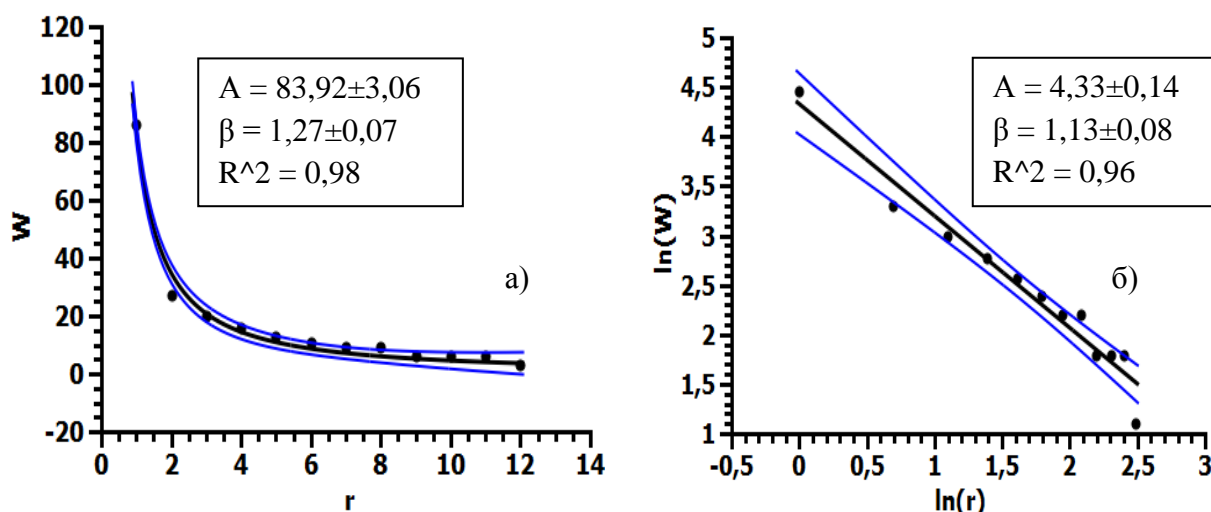 120
100
80
60
40
20
0
-20
W
0 2 4 6 8 10 12 14
r
A = 83,92±3,06
β = 1,27±0,07
R^2 = 0,98
а)
5
4,5
4
3,5
3
2,5
2
1,5
1
ln(W)
-0,5 0 0,5 1 1,5 2 2,5 3
ln(r)
A = 4,33±0,14
β = 1,13±0,08
R^2 = 0,96
б)